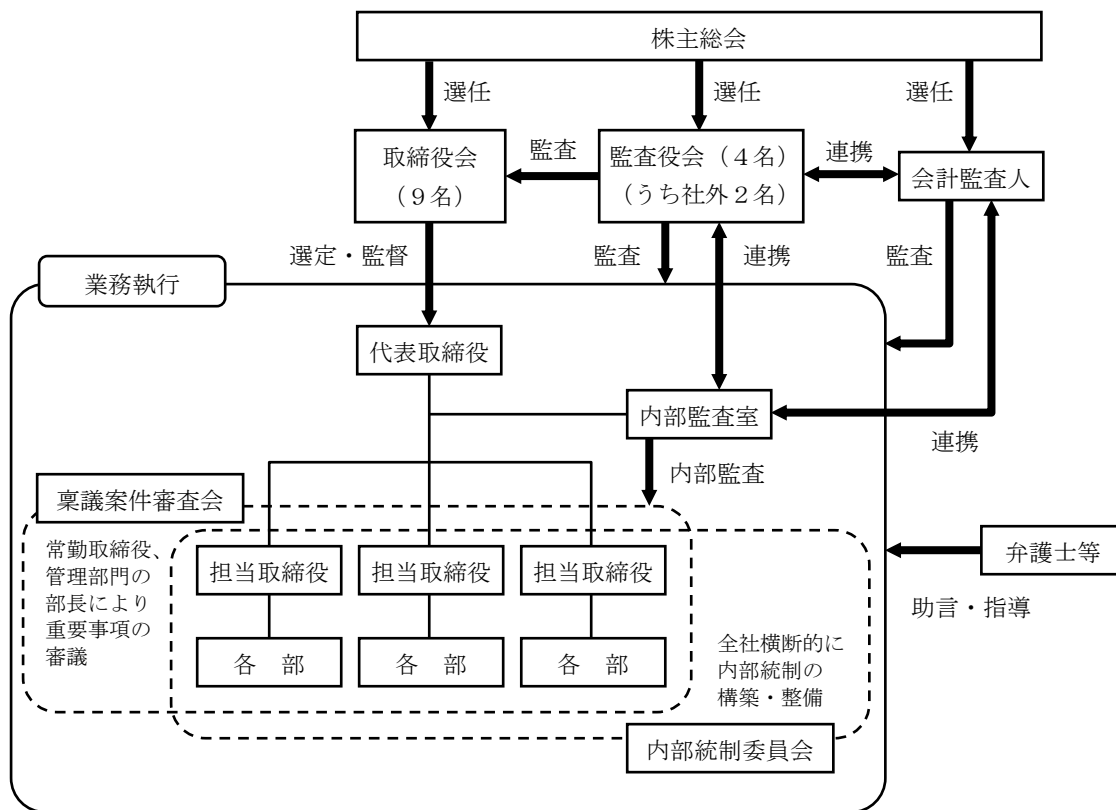 株主総会
選任
選任
選任
取締役会
（９名）
監査
監査役会（４名）
（うち社外２名）
連携
会計監査人
選定・監督
監査
連携
監査
業務執行
代表取締役
内部監査室
連携
内部監査
稟議案件審査会
常勤取締役、
管理部門の
部長により
重要事項の
審議
担当取締役
担当取締役
担当取締役
弁護士等
助言・指導
各　部
各　部
各　部
全社横断的に
内部統制の
構築・整備
内部統制委員会